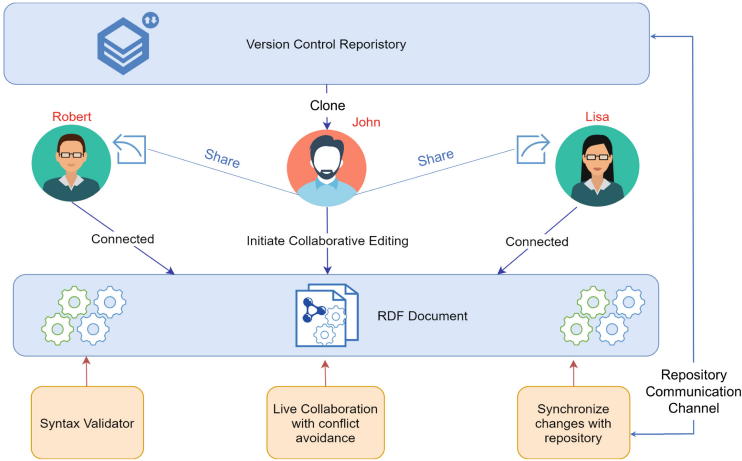 Version Control Reporistory
Clone
Robert
John
Lisa
Share
Share
Connected
Initiate Collaborative Editing
Connected
RDF Document
Repository
Communication
Channel
Syntax Validator
Live Collaboration
with conflict
avoidance
Synchronize
changes with
repository